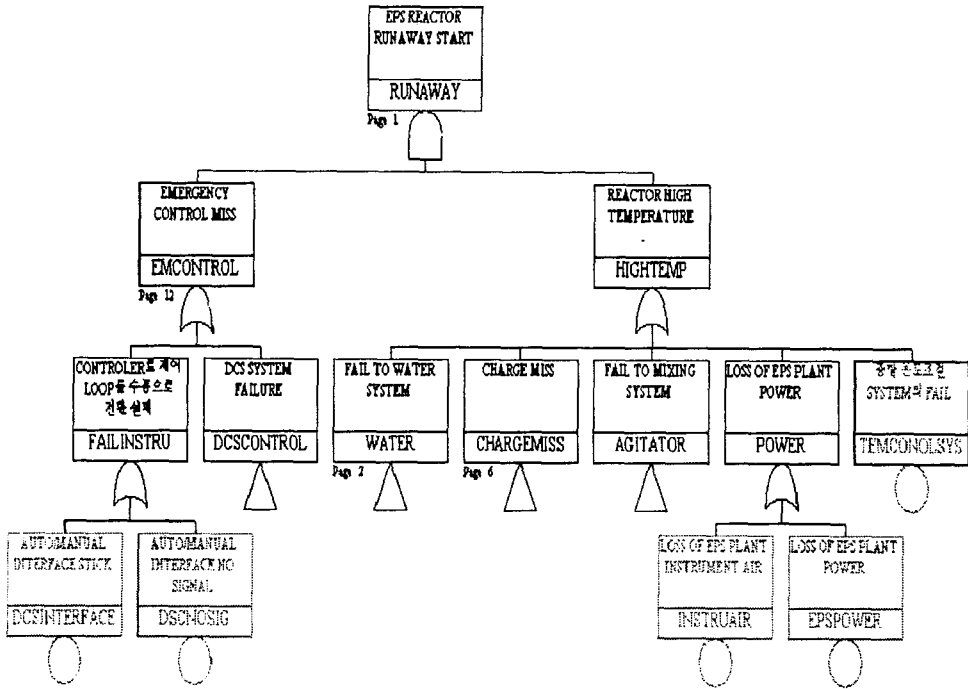 EPS REACTOR
RUNAWAY START
RUNAWAY
Page 1
EMERGENCY
CONTROL MISS
EMCONTROL
Page 12
REACTOR HIGH
TEMPERATURE
HIGHTEMP
CONTROLER로 제어
LOOP를 수동으로
전환 실패
FAILINSTRU
DCS SYSTEM
FAILURE
DCSCONTROL
FAIL TO WATER
SYSTEM
WATER
Page 2
CHARGE MISS
CHARGEMISS
Page 6
FAIL TO MIXING
SYSTEM
AGITATOR
LOSS OF EPS PLANT
POWER
POWER
SYSTEM의 FAIL
TEMCONOLSYS
AUTO/MANUAL
INTERFACE STICK
DCSINTERFACE
AUTO/MANUAL
INTERFACE NO
SIGNAL
DSCNOSIG
LOSS OF EPS PLANT
INSTRUMENT AIR
INSTRUAIR
LOSS OF EPS PLANT
POWER
EPSPOWER